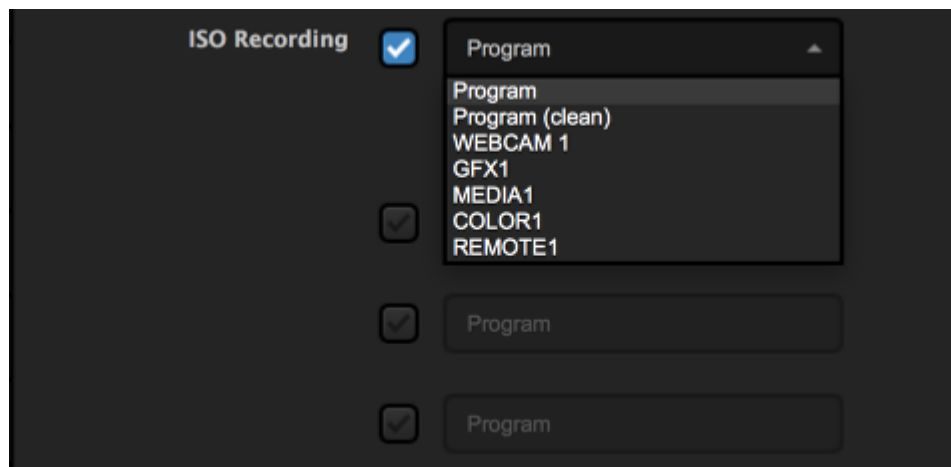 ISO Recording
Program
Program
Program (clean)
WEBCAM 1
GFX1
MEDIA1
COLOR1
REMOTE1
Program
Program